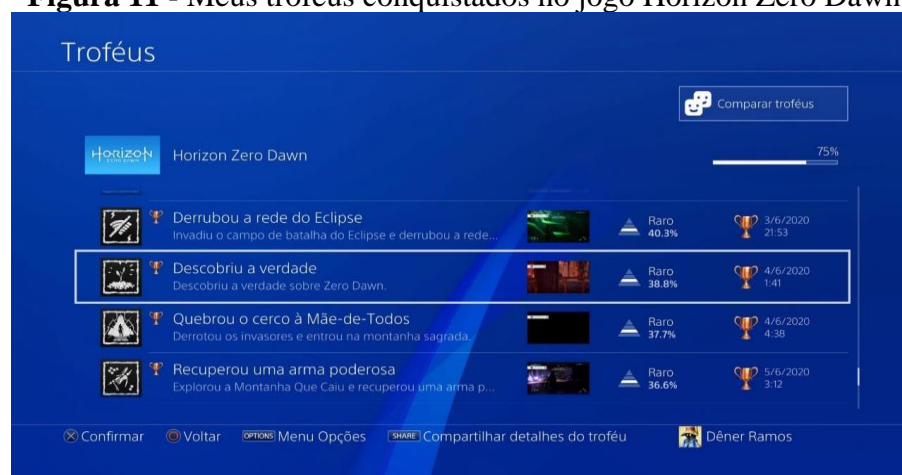 Figura 11 - Meus troféus conquistados no jogo Horizon Zero Dawn
Troféus
Comparar troféus
HORIZON
ZERO DAWN
Horizon Zero Dawn
75%
Derrubou a rede do Eclipse
Invadiu o campo de batalha do Eclipse e derrubou a rede...
Raro
40.3%
3/6/2020
21:53
Descobriu a verdade
Descobriu a verdade sobre Zero Dawn.
Raro
38.8%
4/6/2020
1:41
Quebrou o cerco à Mãe-de-Todos
Derrotou os invasores e entrou na montanha sagrada.
Raro
37.7%
4/6/2020
4:38
Recuperou uma arma poderosa
Explorou a Montanha Que Caiu e recuperou uma arma p...
Raro
36.6%
5/6/2020
3:12
Confirmar
Voltar
OPTIONS Menu Opções
SHARE Compartilhar detalhes do troféu
Dêner Ramos